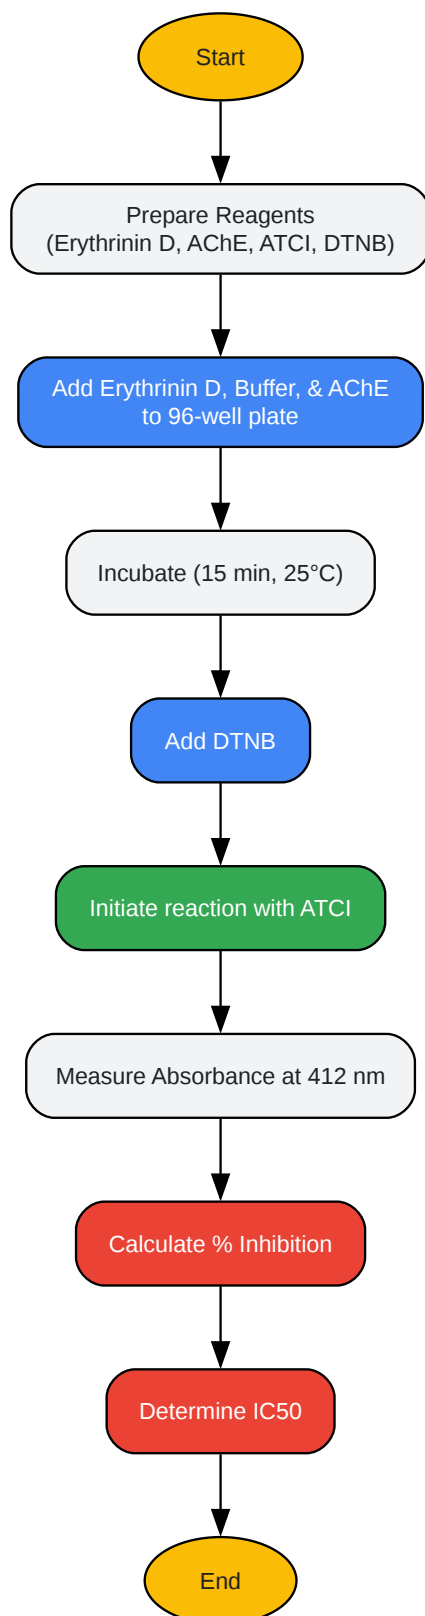 Start
Prepare Reagents
(Erythrinin D, AChE, ATCI, DTNB)
Add Erythrinin D, Buffer, & AChE
to 96-well plate
Incubate (15 min, 25°C)
Add DTNB
Initiate reaction with ATCI
Measure Absorbance at 412 nm
Calculate % Inhibition
Determine IC50
End